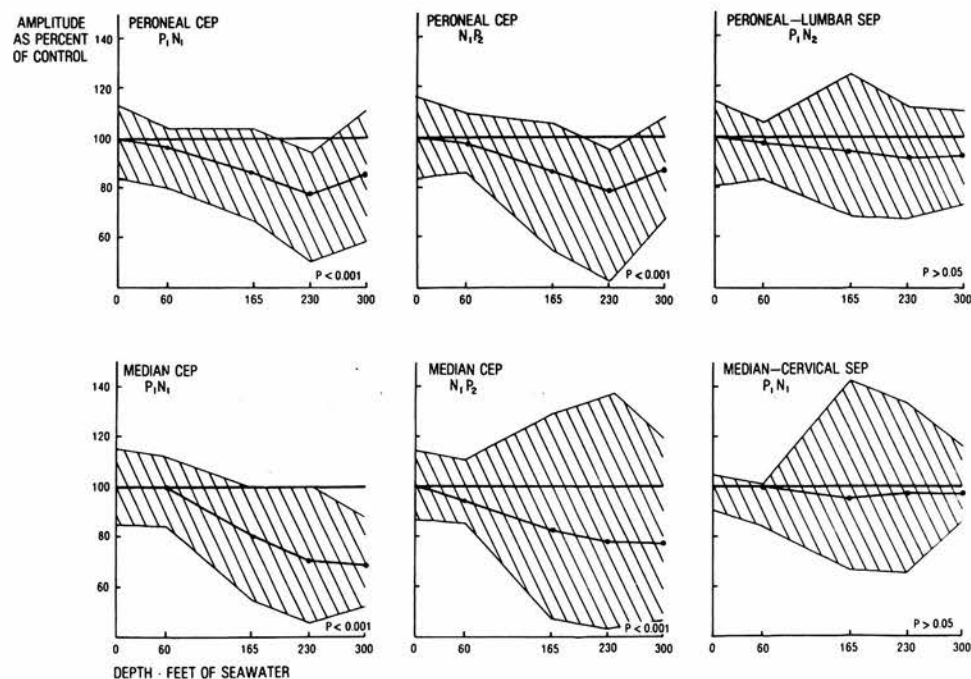 AMPLITUDE
AS PERCENT
OF CONTROL
PERONEAL CEP
P₁N₁
140
120
100
80
60
P < 0.001
0 60 165 230 300
PERONEAL CEP
N₁P₂
P < 0.001
0 60 165 230 300
PERONEAL–LUMBAR SEP
P₁N₂
P > 0.05
0 60 165 230 300
MEDIAN CEP
P₁N₁
140
120
100
80
60
P < 0.001
0 60 165 230 300
MEDIAN CEP
N₁P₂
P < 0.001
0 60 165 230 300
MEDIAN–CERVICAL SEP
P₁N₁
P > 0.05
0 60 165 230 300
DEPTH · FEET OF SEAWATER